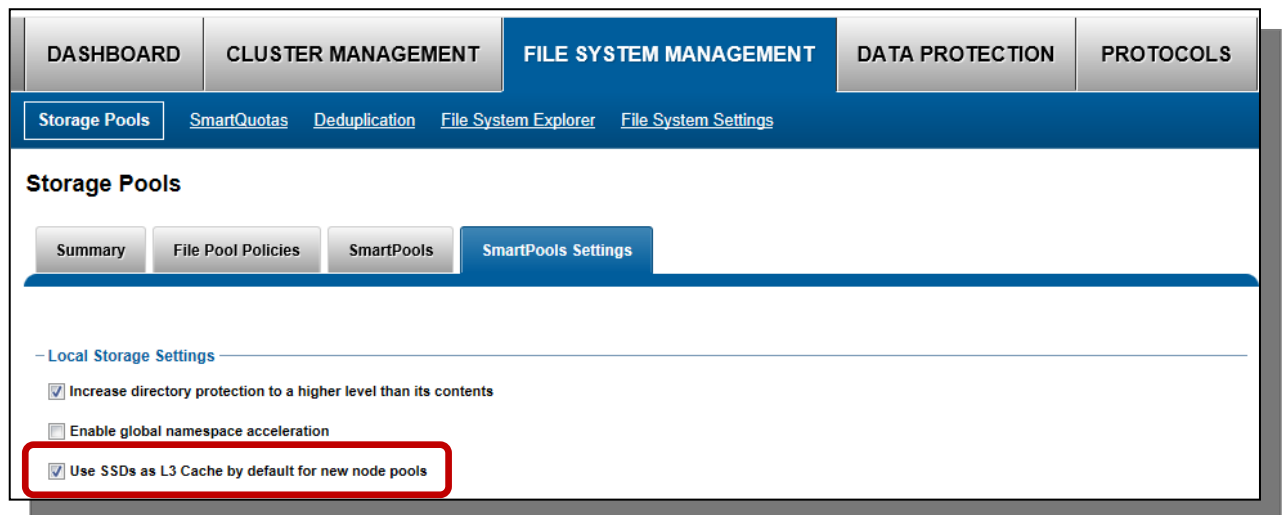 DASHBOARD CLUSTER MANAGEMENT FILE SYSTEM MANAGEMENT DATA PROTECTION PROTOCOLS
Storage Pools SmartQuotas Deduplication File System Explorer File System Settings
Storage Pools
Summary File Pool Policies SmartPools SmartPools Settings
Local Storage Settings
Increase directory protection to a higher level than its contents
Enable global namespace acceleration
Use SSDs as L3 Cache by default for new node pools